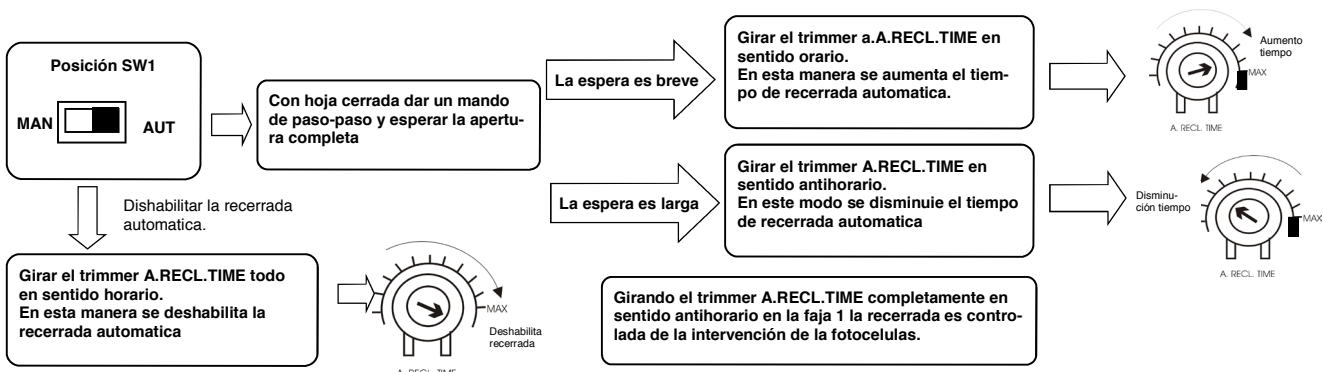 Posición SW1
MAN
AUT
Con hoja cerrada dar un mando
de paso-paso y esperar la apertu-
ra completa
La espera es breve
Girar el trimmer a.A.RECL.TIME en
sentido orario.
En esta manera se aumenta el tiem-
po de recerrada automatica.
Aumento
tiempo
MAX
A. RECL. TIME
La espera es larga
Girar el trimmer A.RECL.TIME en
sentido antihorario.
En este modo se disminuie el tiempo
de recerrada automatica
Disminu-
ción tiempo
MAX
A. RECL. TIME
Dishabilitar la recerrada
automatica.
Girar el trimmer A.RECL.TIME todo
en sentido horario.
En esta manera se deshabilita la
recerrada automatica
MAX
Deshabilita
recerrada
A. RECL. TIME
Girando el trimmer A.RECL.TIME completamente en
sentido antihorario en la faja 1 la recerrada es contro-
lada de la intervención de la fotocelulas.